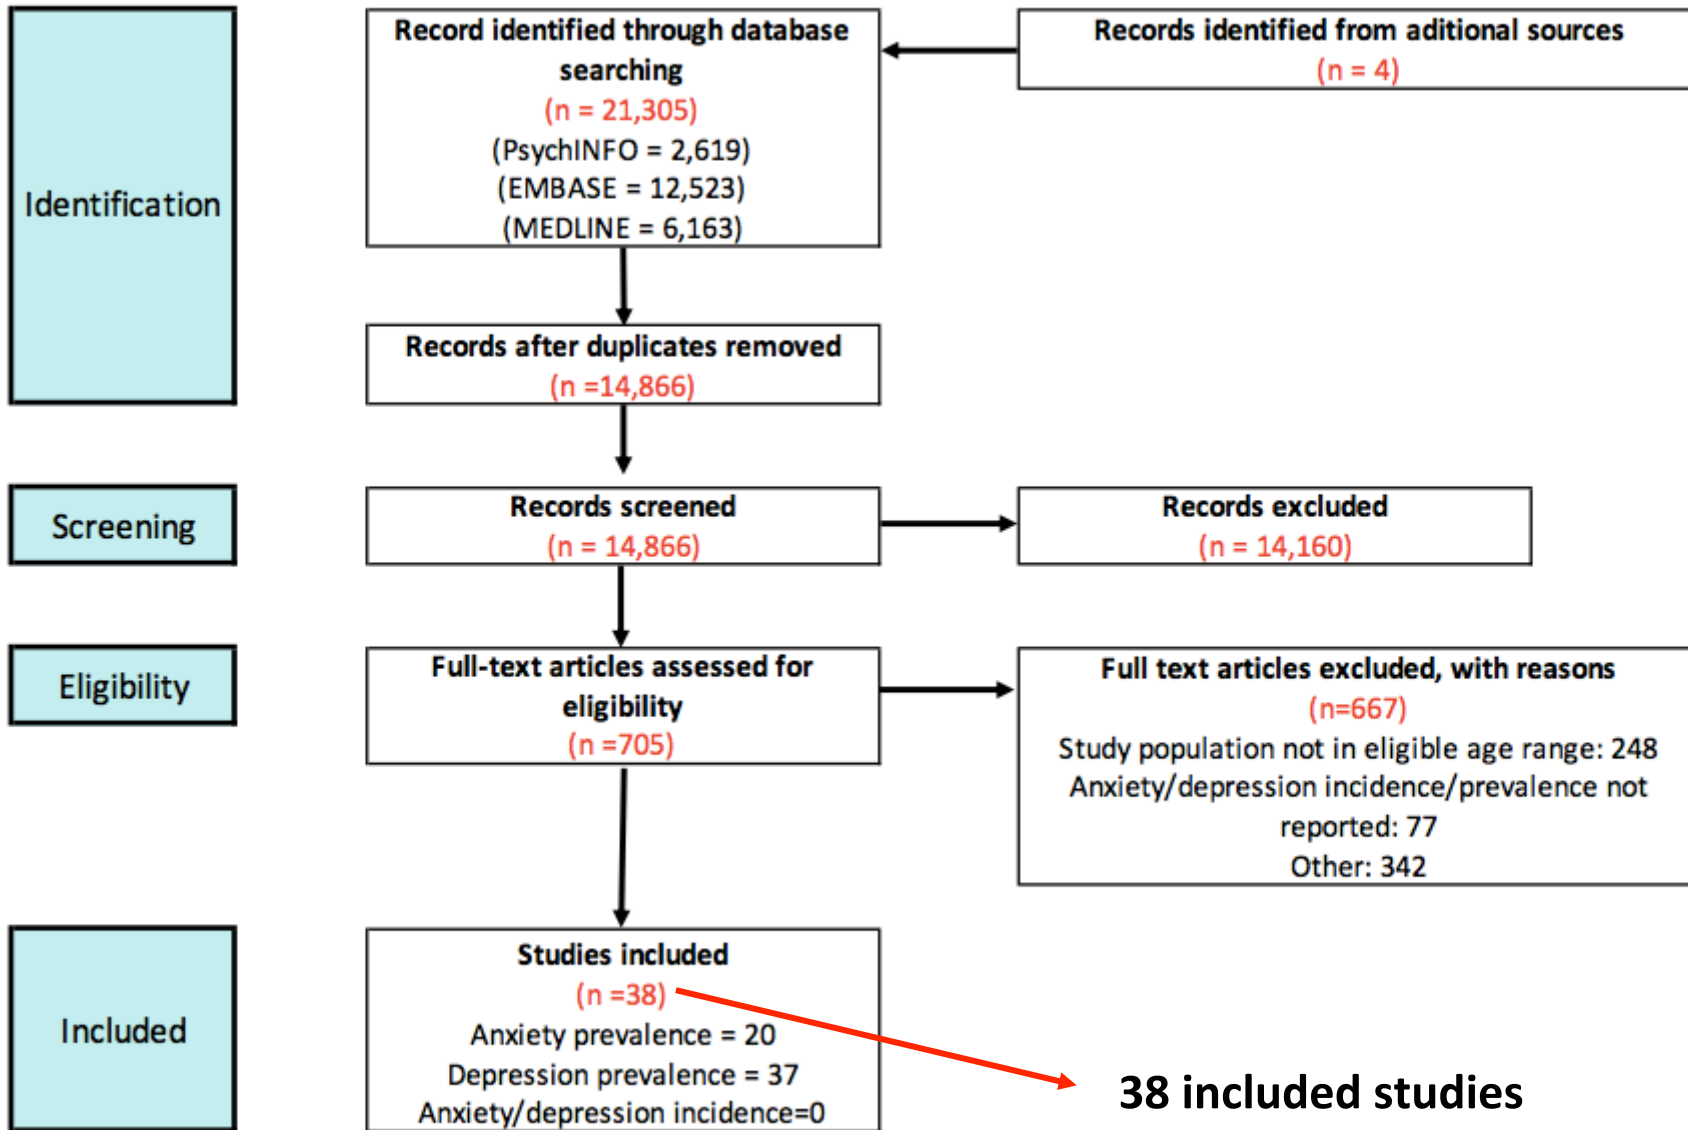 Identification
Record identified through database
searching
(n = 21,305)
(PsychINFO = 2,619)
(EMBASE = 12,523)
(MEDLINE = 6,163)
Records identified from aditional sources
(n = 4)
Records after duplicates removed
(n =14,866)
Screening
Records screened
(n = 14,866)
Records excluded
(n = 14,160)
Eligibility
Full-text articles assessed for
eligibility
(n =705)
Full text articles excluded, with reasons
(n=667)
Study population not in eligible age range: 248
Anxiety/depression incidence/prevalence not
reported: 77
Other: 342
Included
Studies included
(n =38)
Anxiety prevalence = 20
Depression prevalence = 37
Anxiety/depression incidence=0
38 included studies